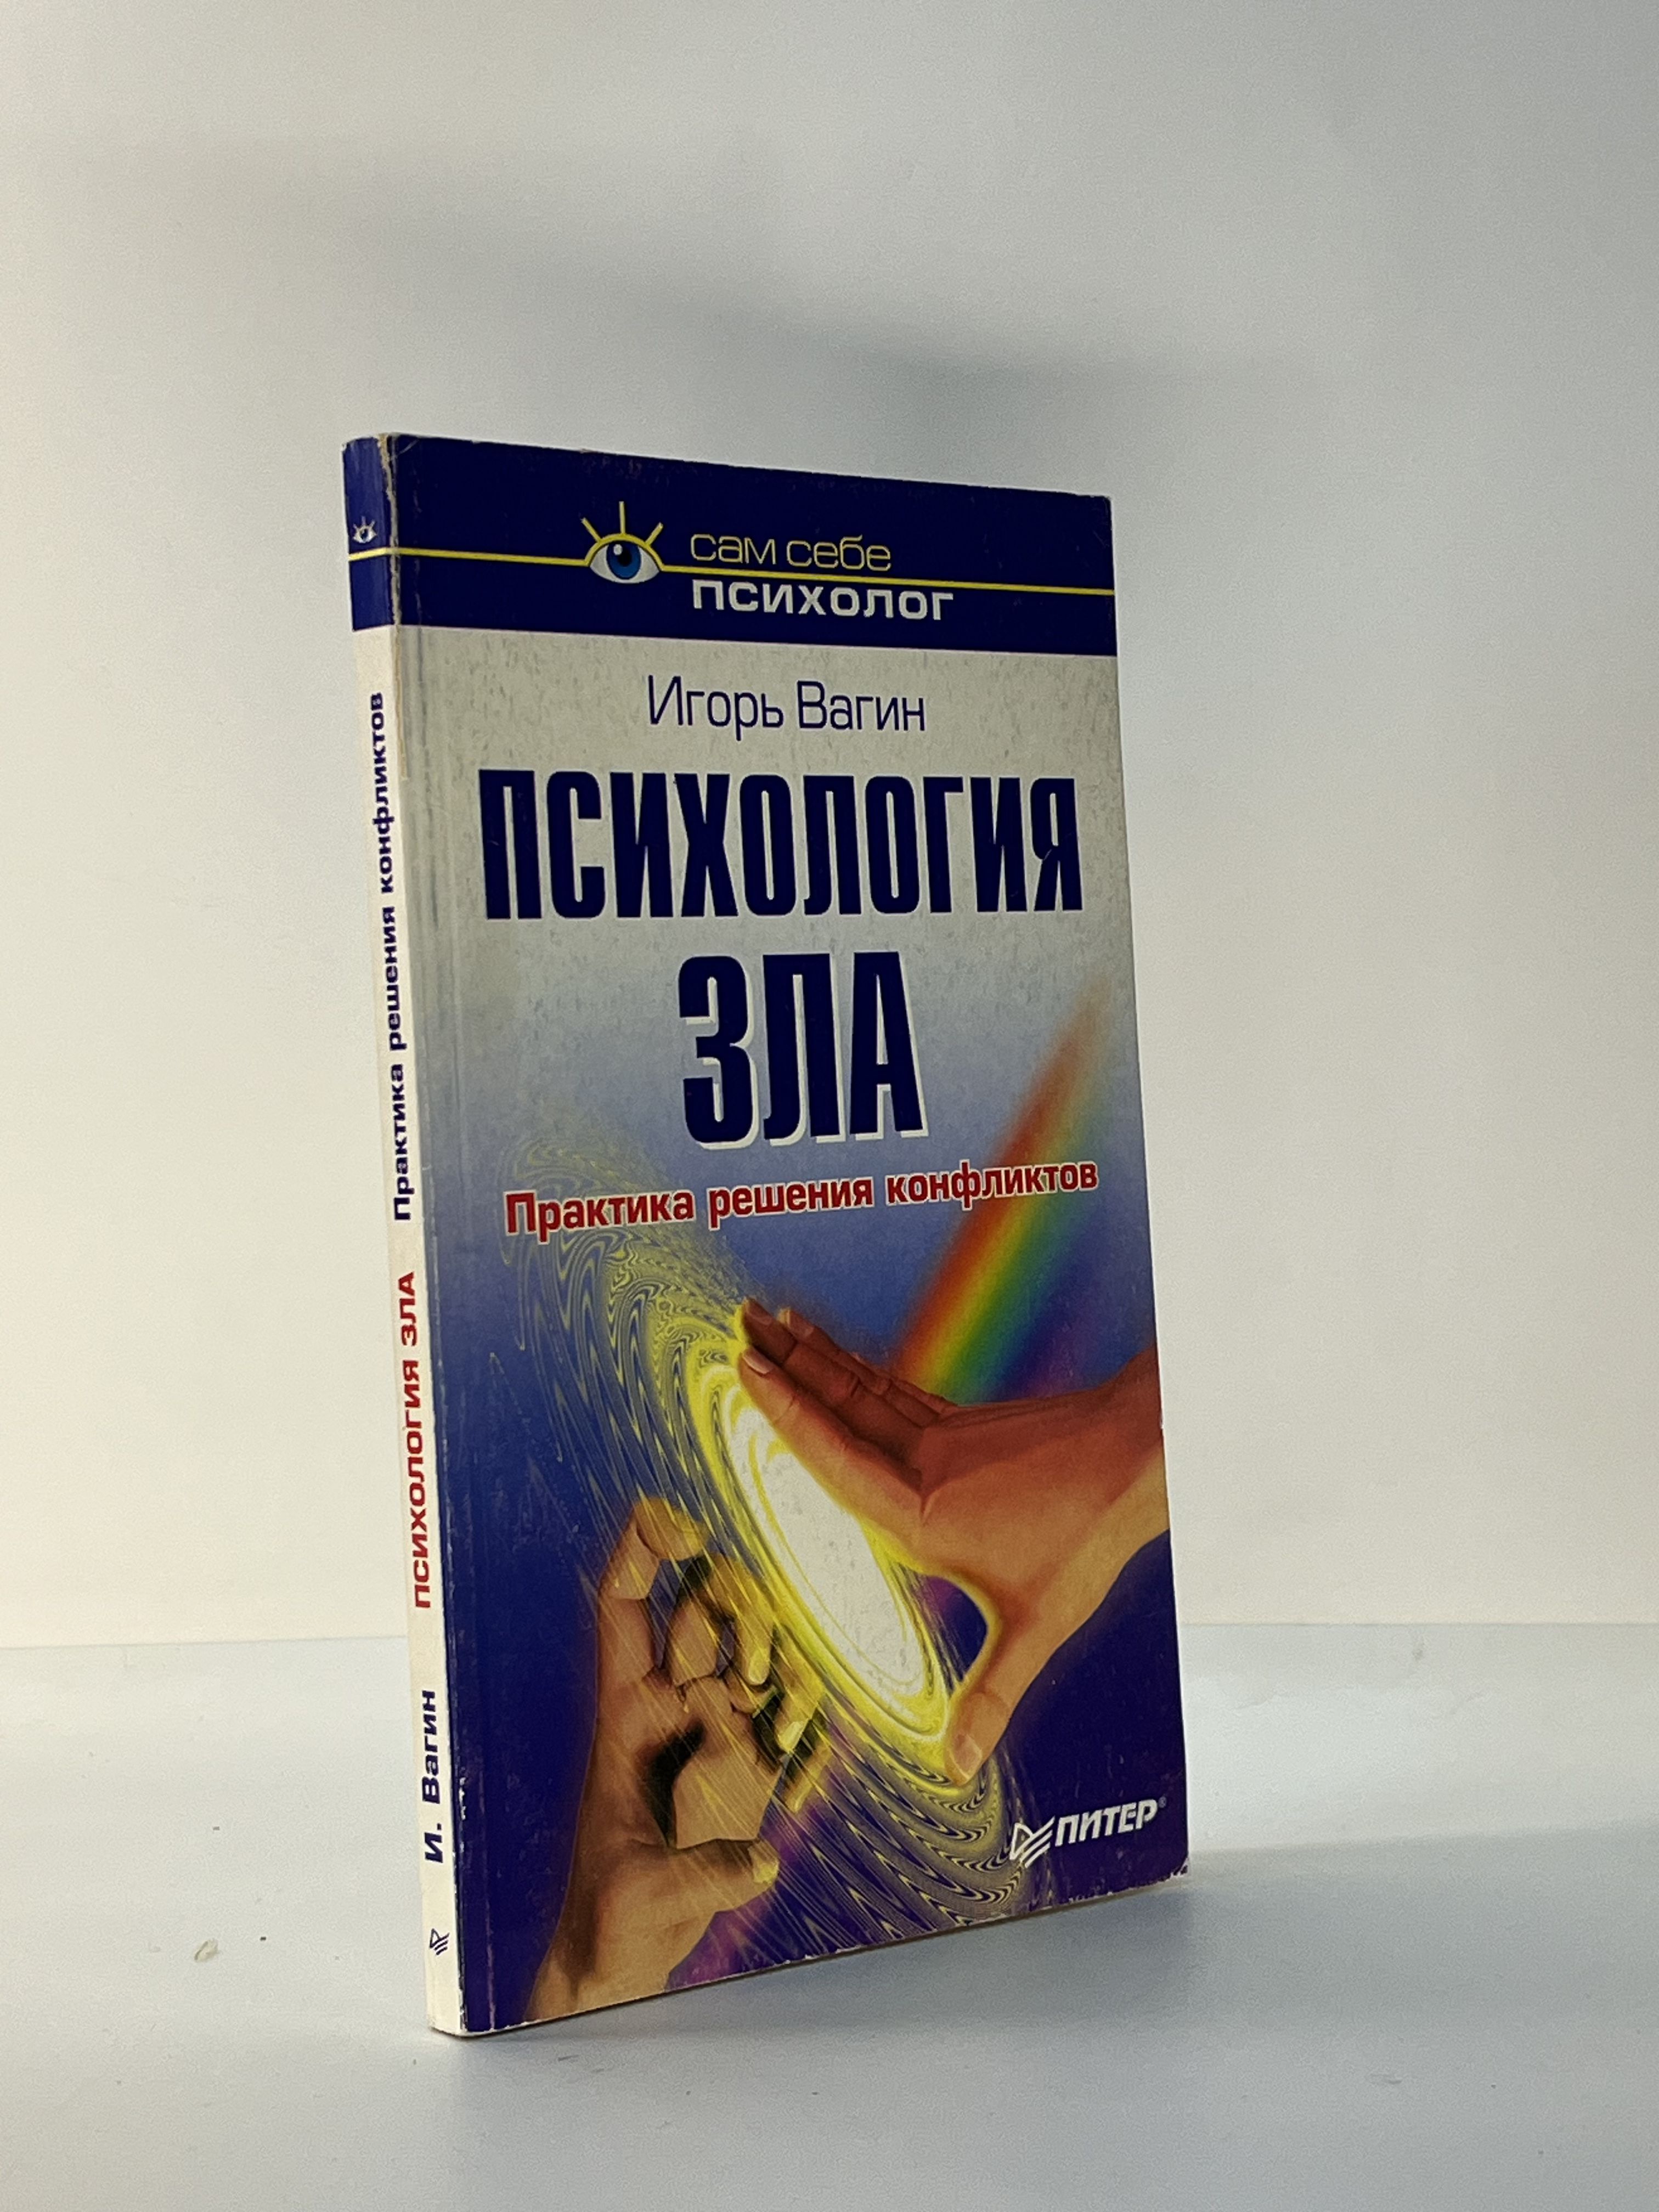 сам себе
психолог
Игорь Вагин
ПСИХОЛОГИЯ
ЗЛА
Практика решения конфликтов
ПИТЕР®
И. Вагин ПСИХОЛОГИЯ ЗЛА Практика решения конфликтов